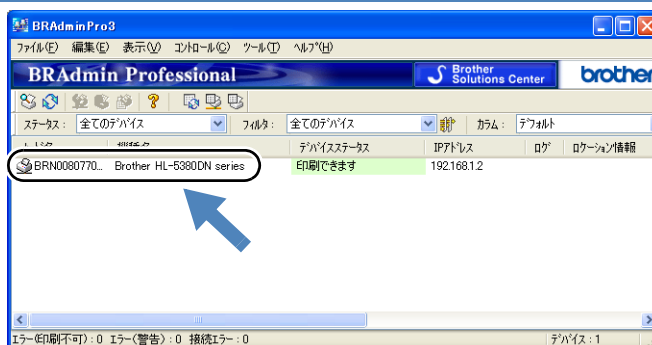 BRAdminPro3
ファイル(F) 編集(E) 表示(V) コントロール(C) ツール(T) ヘルプ(H)
BRAdmin Professional Brother Solutions Center brother
ステータス: 全てのデバイス フィルタ: 全てのデバイス カラム: デフォルト
デバイスステータス IPアドレス ログ ロケーション情報
BRN0080770... Brother HL-5380DN series 印刷できます 192.168.1.2
エラー(印刷不可):0 エラー(警告):0 接続エラー:0 デバイス:1